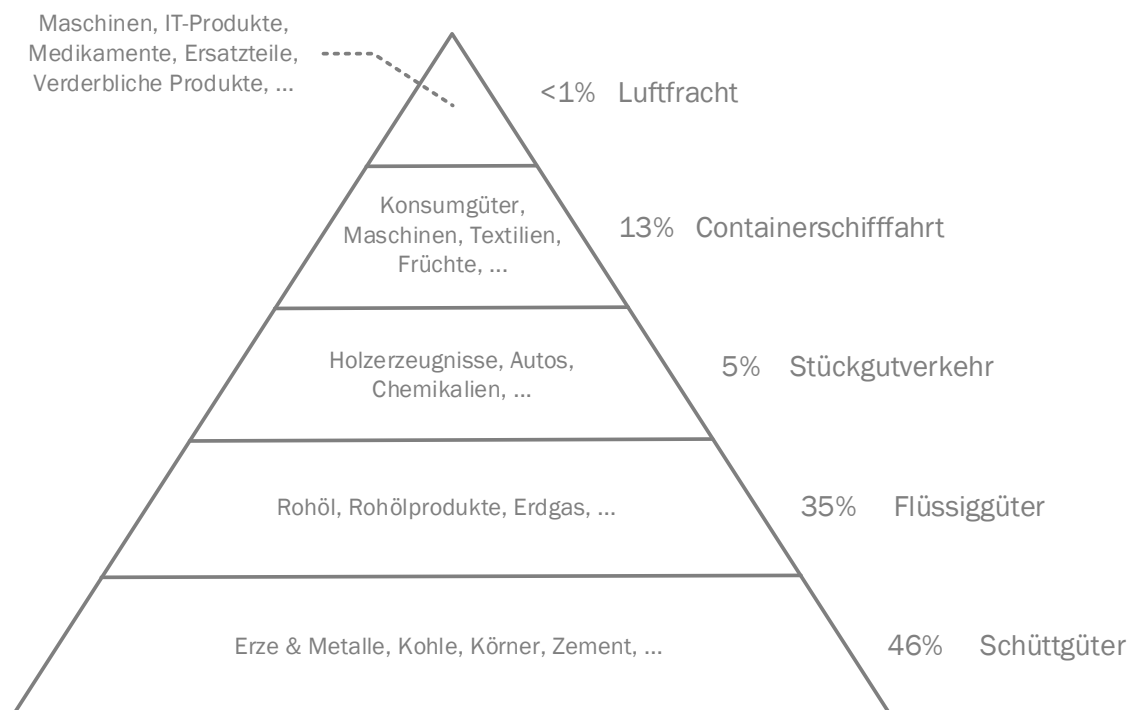 Maschinen, IT-Produkte,
Medikamente, Ersatzteile,
Verderbliche Produkte, ...
<1% Luftfracht
Konsumgüter,
Maschinen, Textilien,
Früchte, ...
13% Containerschifffahrt
Holzerzeugnisse, Autos,
Chemikalien, ...
5% Stückgutverkehr
Rohöl, Rohölprodukte, Erdgas, ...
35% Flüssiggüter
Erze & Metalle, Kohle, Körner, Zement, ...
46% Schüttgüter